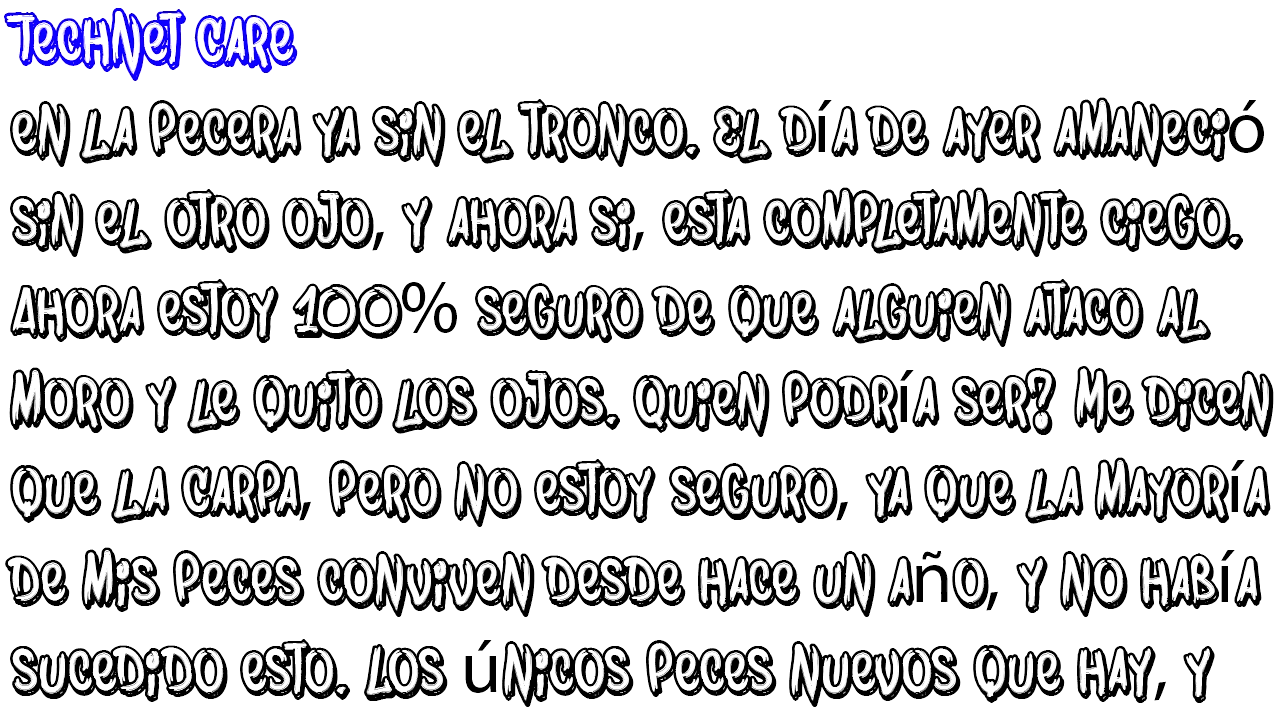 Technet Care
en la pecera ya sin el tronco. El día de ayer amaneció
sin el otro ojo, y ahora si, esta completamente ciego.
Ahora estoy 100% seguro de que alguien ataco al
Moro y le quito los ojos. Quien podría ser? Me dicen
que la carpa, pero no estoy seguro, ya que la mayoría
de mis peces conviven desde hace un año, y no había
sucedido esto. Los únicos peces nuevos que hay, y